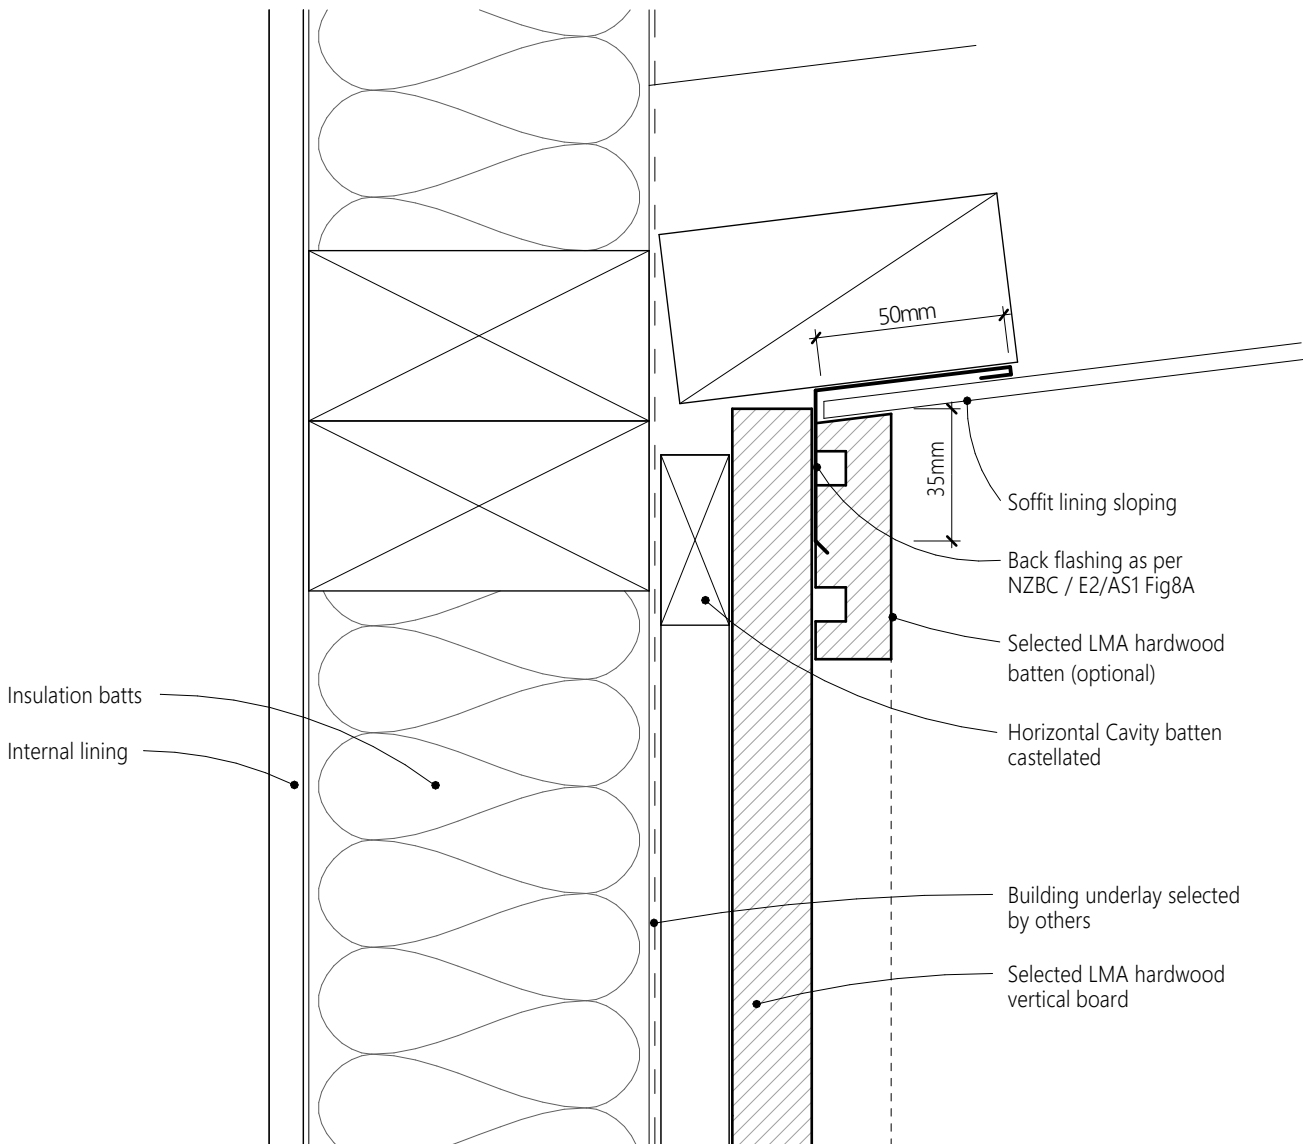 50mm
35mm
Soffit lining sloping
Back flashing as per
NZBC / E2/AS1 Fig8A
Selected LMA hardwood
batten (optional)
Insulation batts
Horizontal Cavity batten
castellated
Internal lining
Building underlay selected
by others
Selected LMA hardwood
vertical board